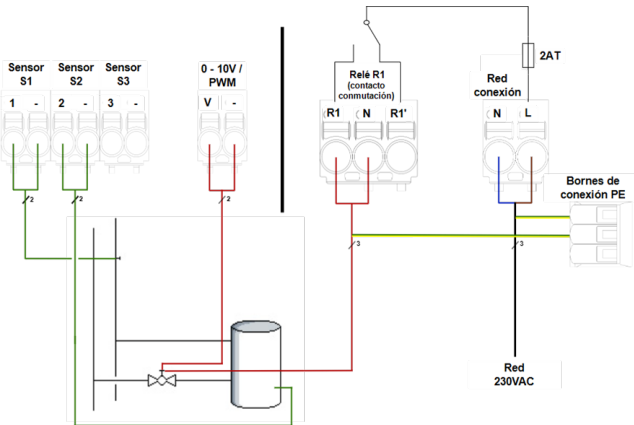 Sensor S1
Sensor S2
Sensor S3
0 - 10V / PWM
1 -
2 -
3 -
V -
2
2
2
Relé R1
(contacto
conmutación)
R1 N R1'
2AT
Red
conexión
N L
Bornes de
conexión PE
3
3
Red
230VAC